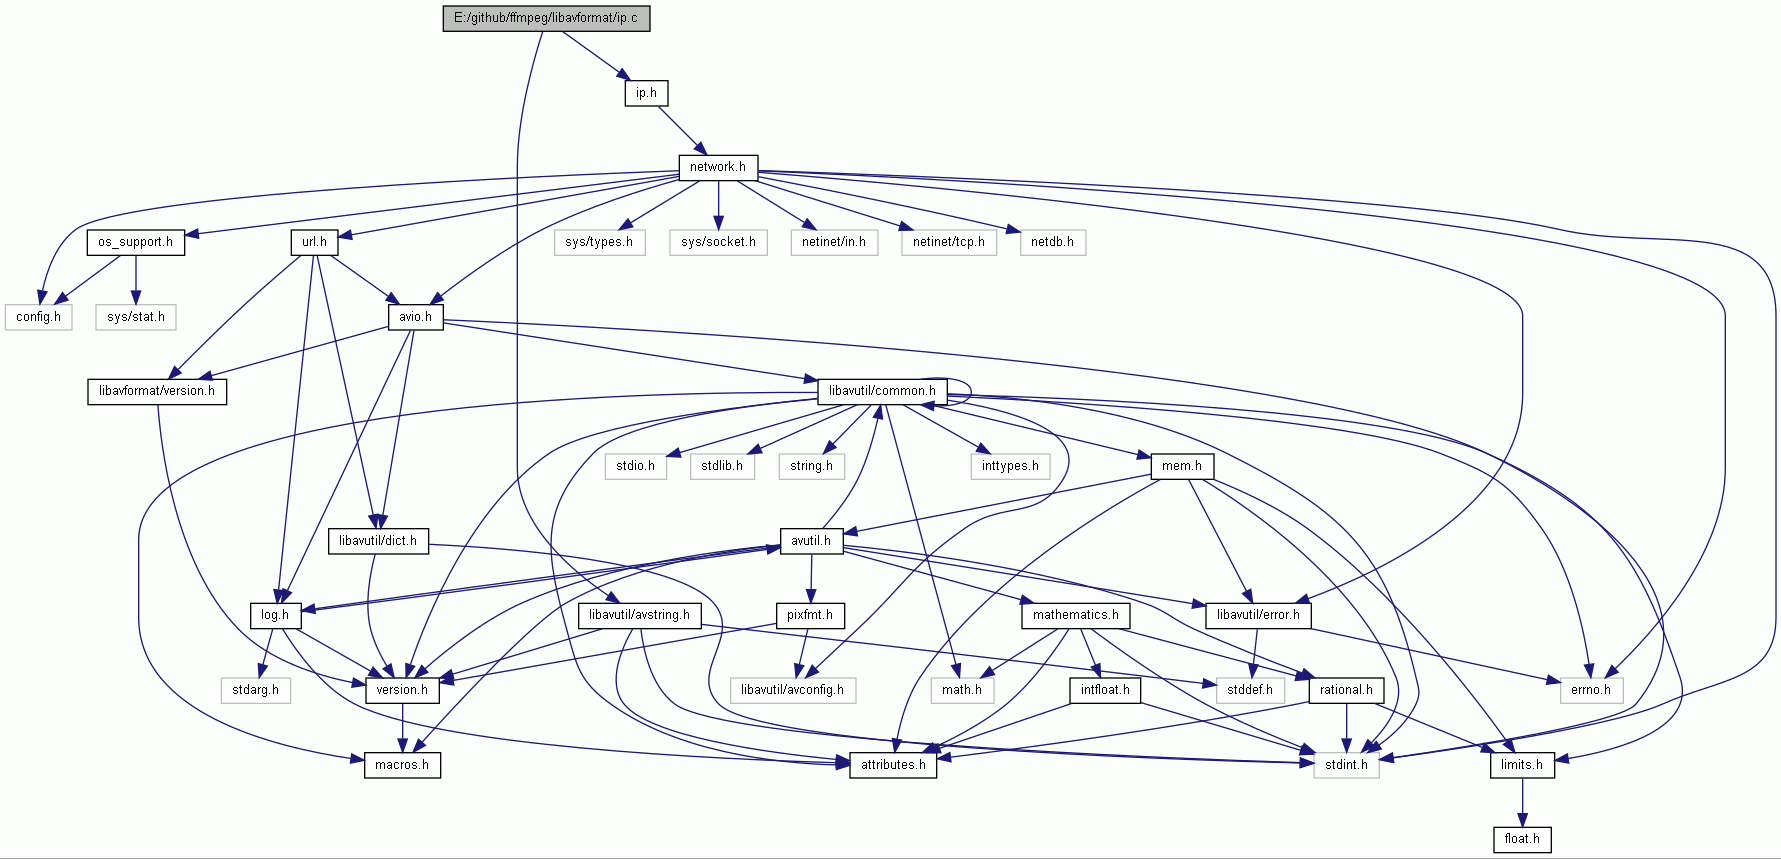 E:/github/ffmpeg/libavformat/ip.c
ip.h
network.h
os_support.h
url.h
sys/types.h
sys/socket.h
netinet/in.h
netinet/tcp.h
netdb.h
config.h
sys/stat.h
avio.h
libavformat/version.h
libavutil/common.h
stdio.h
stdlib.h
string.h
inttypes.h
mem.h
libavutil/dict.h
avutil.h
log.h
libavutil/avstring.h
pixfmt.h
mathematics.h
libavutil/error.h
stdarg.h
version.h
libavutil/avconfig.h
math.h
intfloat.h
stddef.h
rational.h
errno.h
macros.h
attributes.h
stdint.h
limits.h
float.h